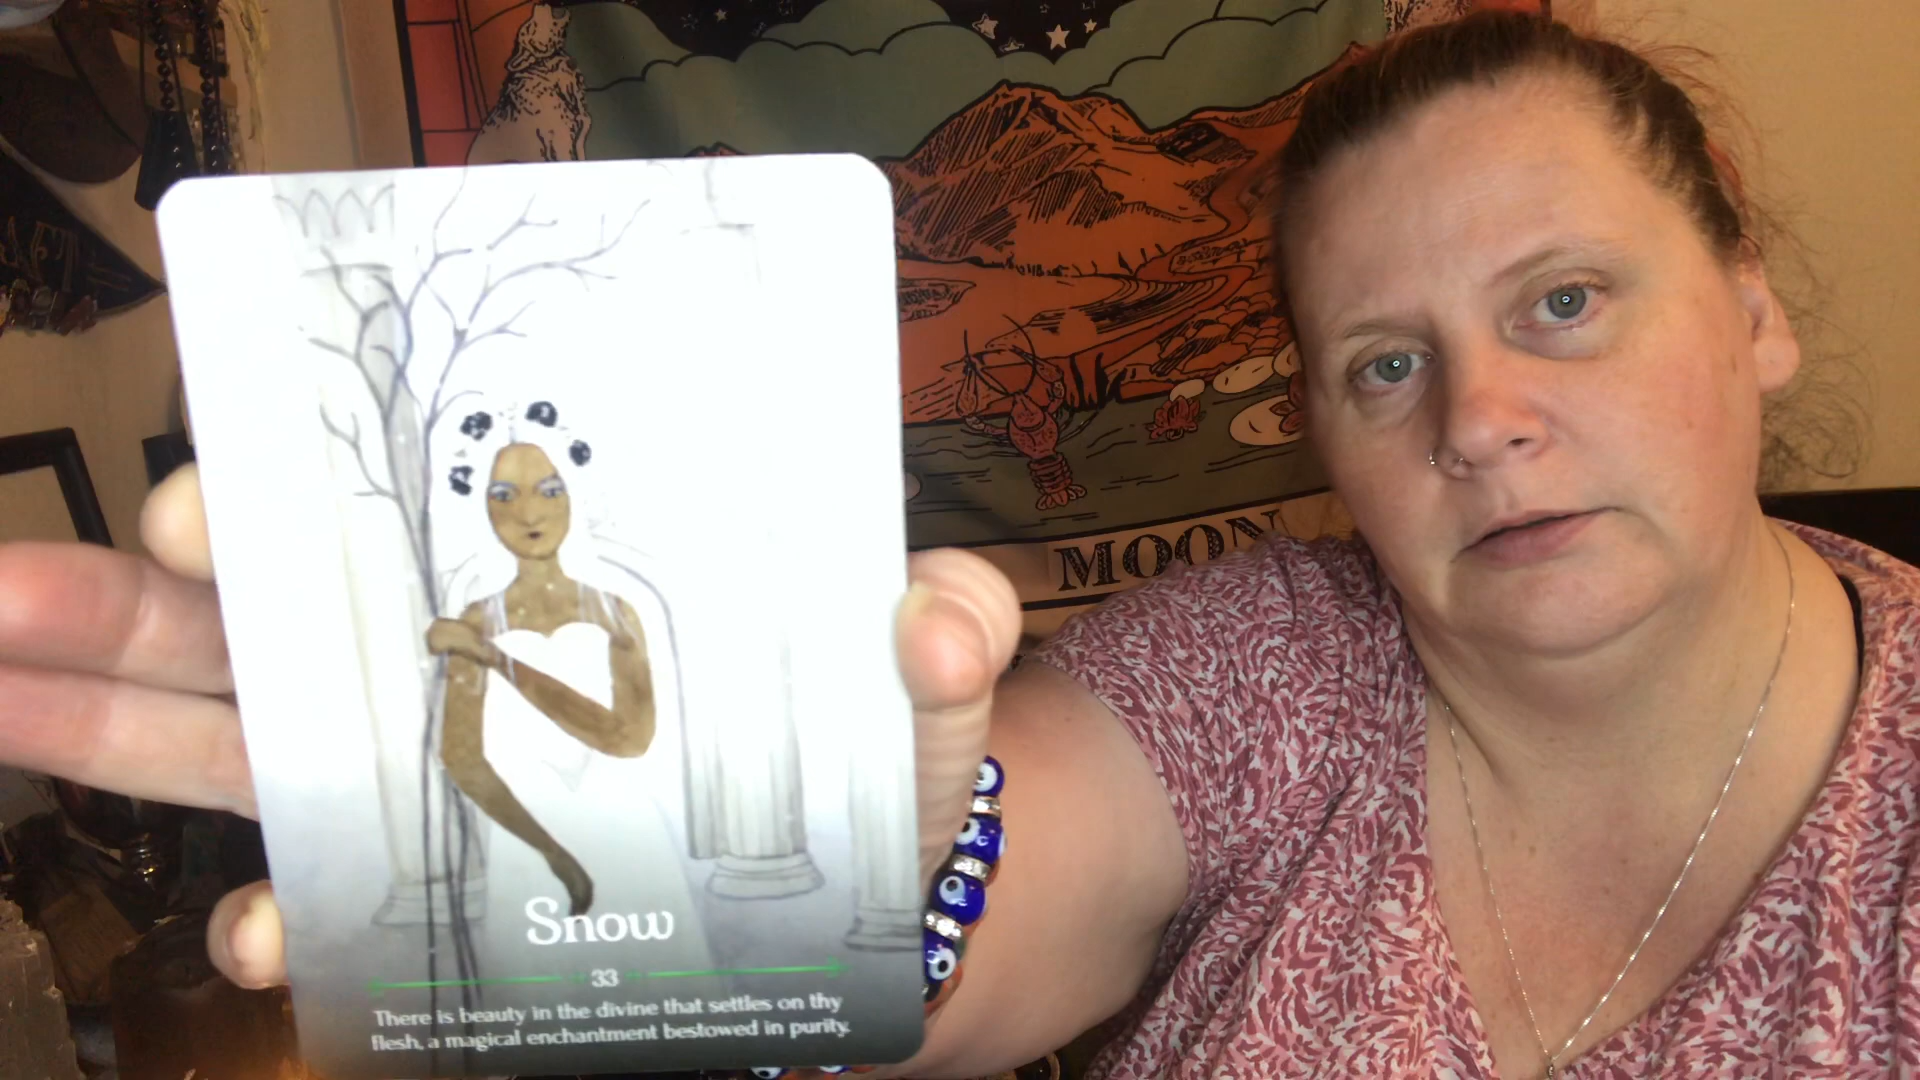 MOON
Snow
33
There is beauty in the divine that settles on thy
flesh, a magical enchantment bestowed in purity.